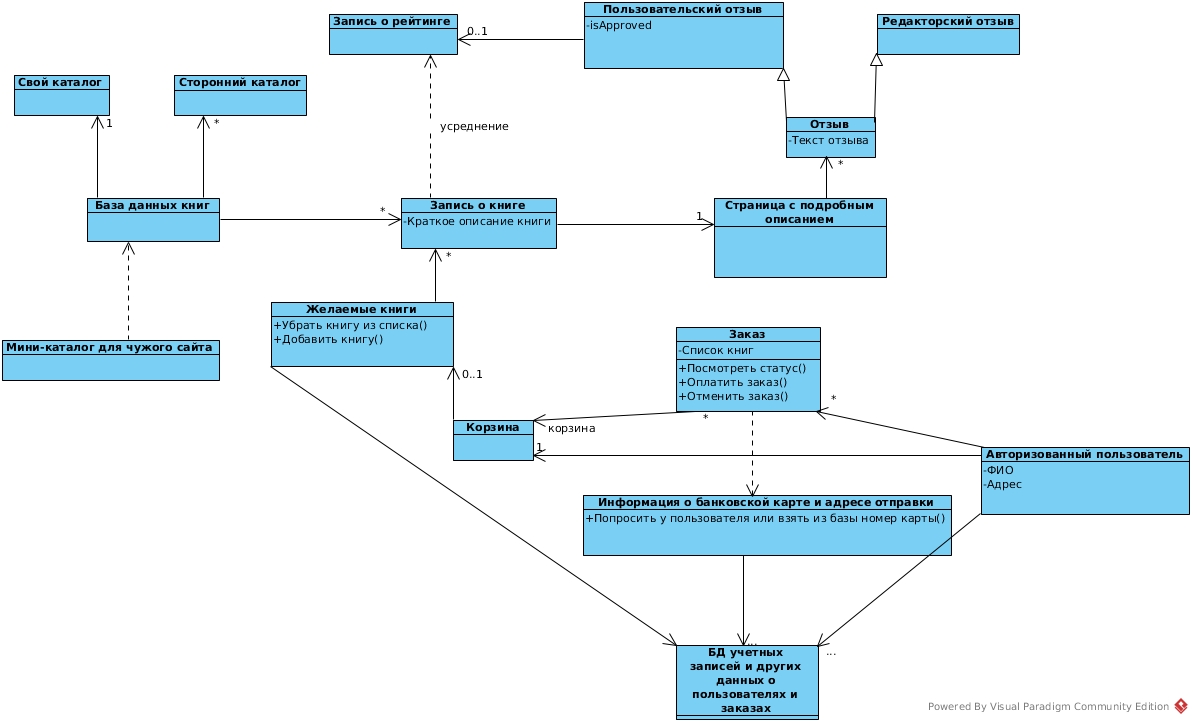 Пользовательский отзыв
-isApproved
Запись о рейтинге
0..1
Редакторский отзыв
Свой каталог
Сторонний каталог
1
*
усреднение
Отзыв
-Текст отзыва
*
База данных книг
*
Запись о книге
-Краткое описание книги
1
Страница с подробным
описанием
*
Желаемые книги
+Убрать книгу из списка()
+Добавить книгу()
Мини-каталог для чужого сайта
Заказ
-Список книг
+Посмотреть статус()
+Оплатить заказ()
+Отменить заказ()
0..1
*
*
Корзина
корзина
1
Авторизованный пользователь
-ФИО
-Адрес
Информация о банковской карте и адресе отправки
+Попросить у пользователя или взять из базы номер карты()
...
...
БД учетных
записей и других
данных о
пользователях и
заказах
Powered By Visual Paradigm Community Edition